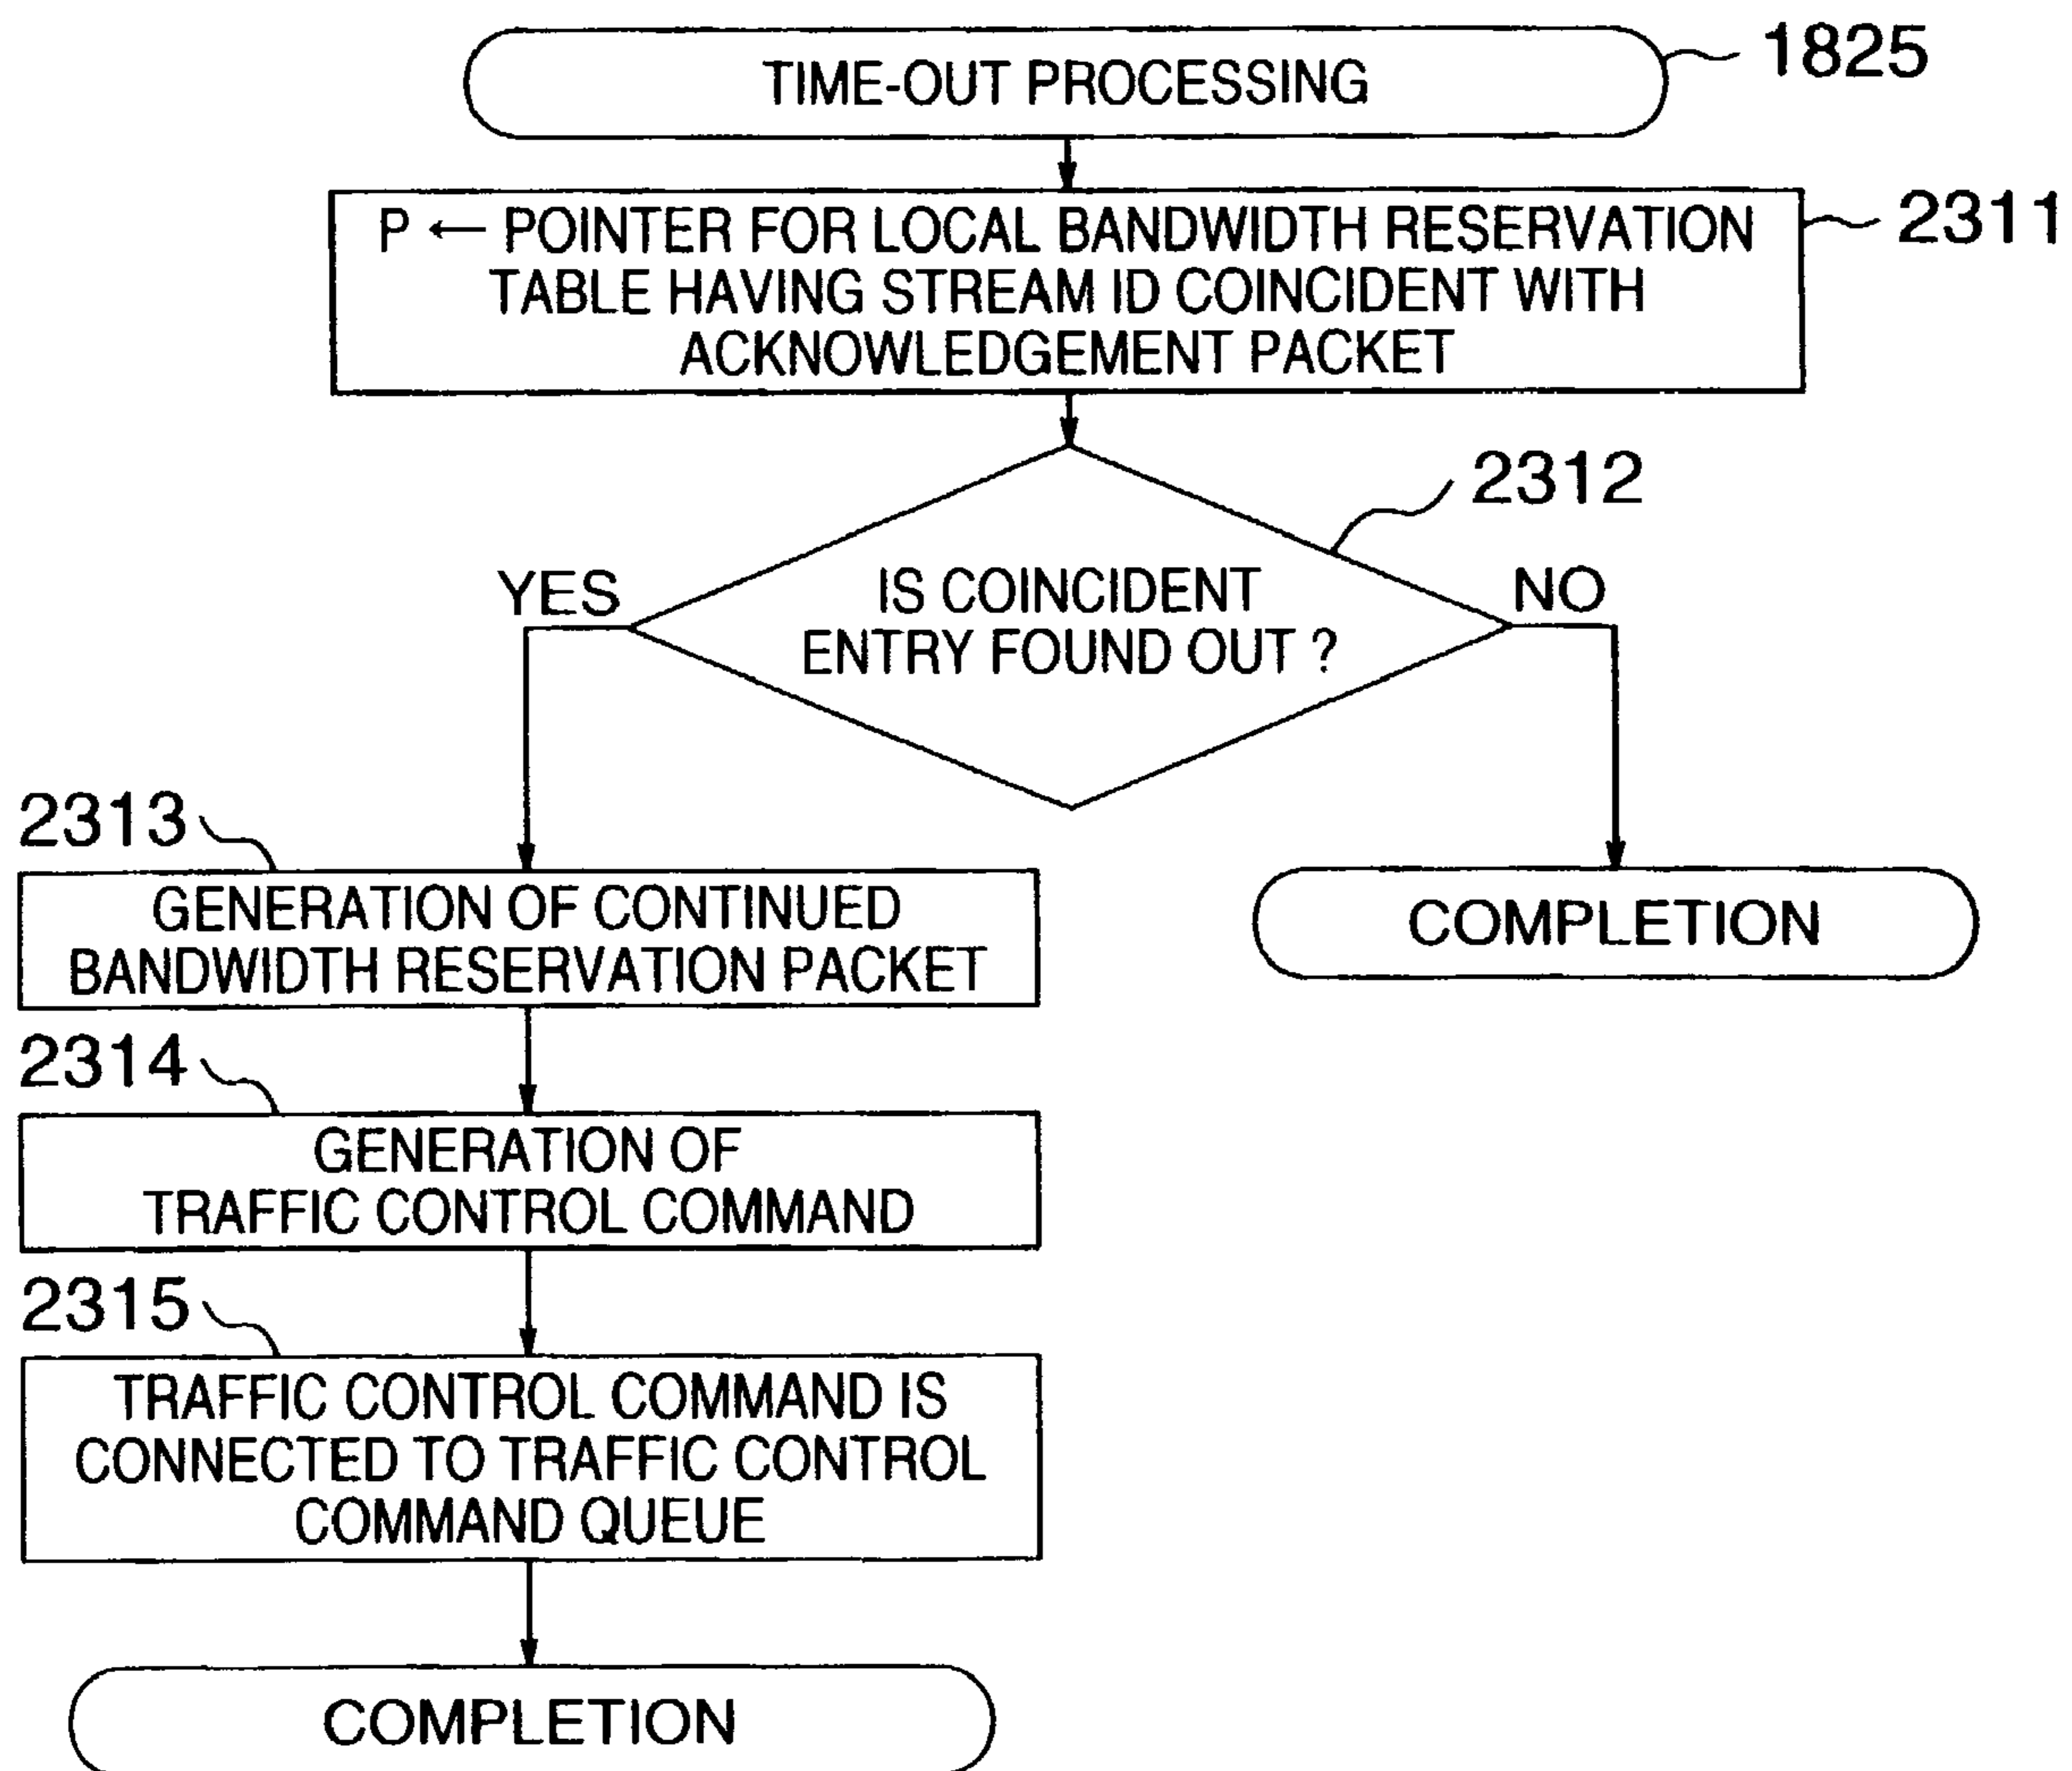 TIME-OUT PROCESSING
1825
P ← POINTER FOR LOCAL BANDWIDTH RESERVATION
TABLE HAVING STREAM ID COINCIDENT WITH
ACKNOWLEDGEMENT PACKET
2311
2312
IS COINCIDENT
ENTRY FOUND OUT ?
YES
NO
2313
GENERATION OF CONTINUED
BANDWIDTH RESERVATION PACKET
COMPLETION
2314
GENERATION OF
TRAFFIC CONTROL COMMAND
2315
TRAFFIC CONTROL COMMAND IS
CONNECTED TO TRAFFIC CONTROL
COMMAND QUEUE
COMPLETION